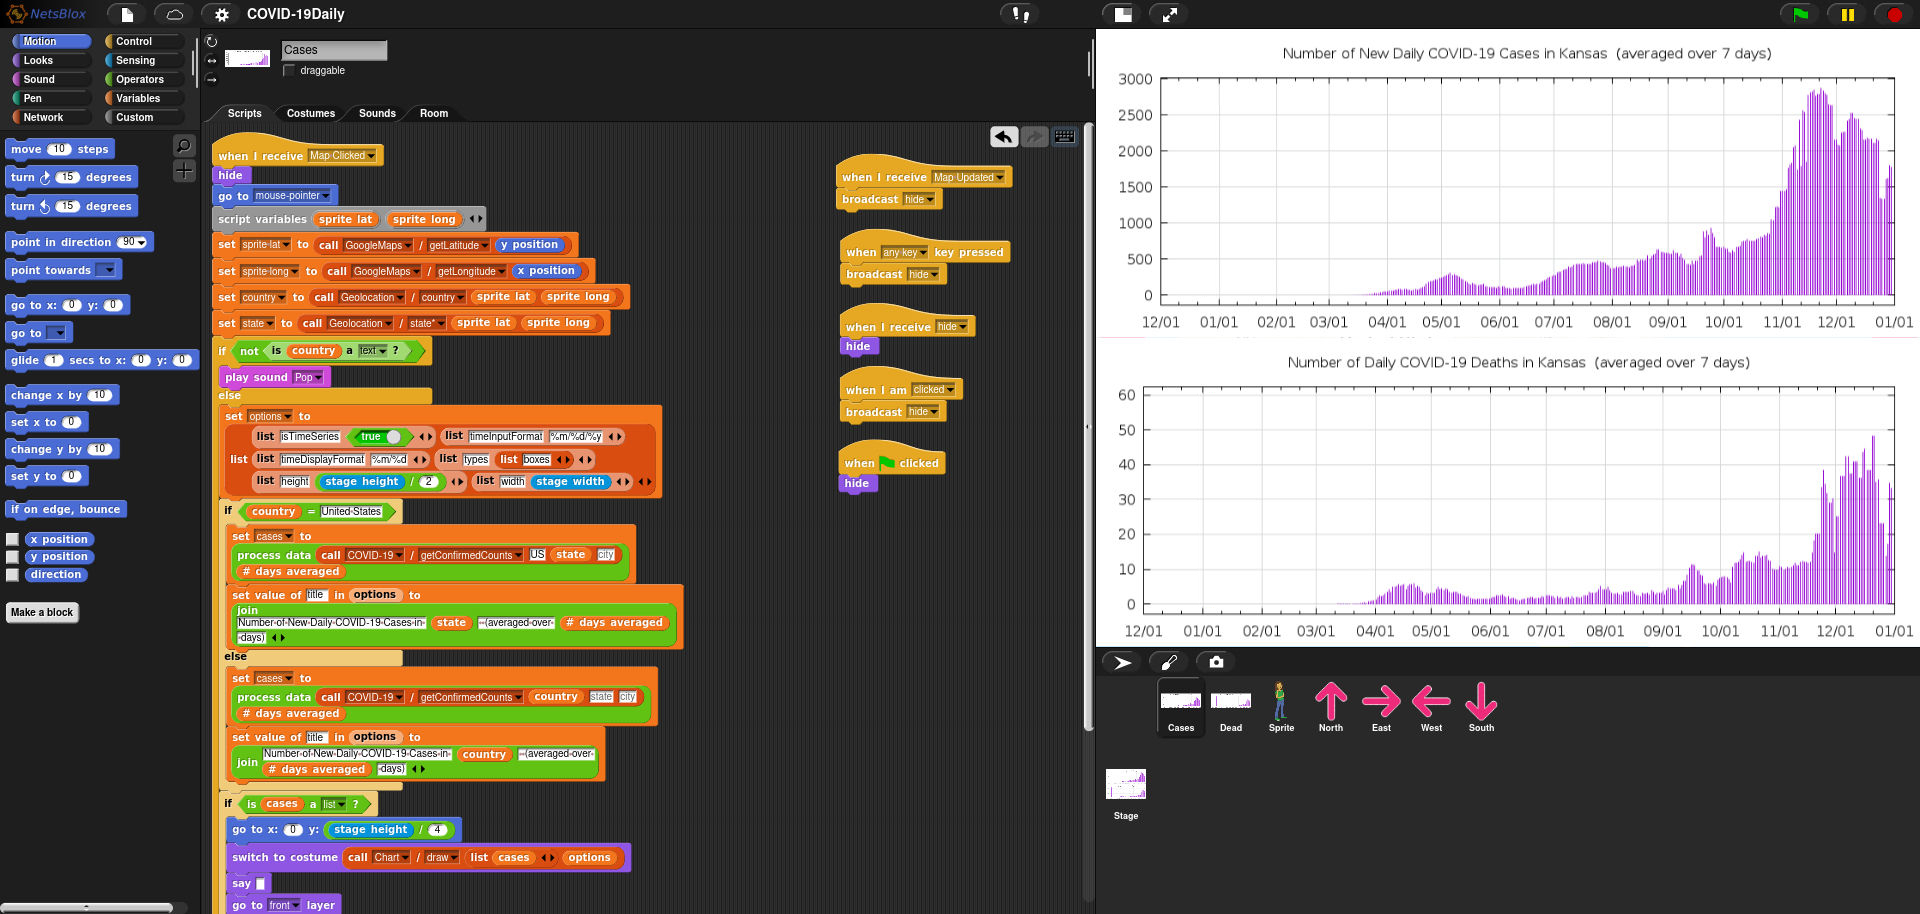 NetsBlox
COVID-19Daily
Motion
Control
Looks
Sensing
Sound
Operators
Pen
Variables
Network
Custom
move 10 steps
turn 15 degrees
turn 15 degrees
point in direction 90
point towards
go to x: 0 y: 0
go to
glide 1 secs to x: 0 y: 0
change x by 10
set x to 0
change y by 10
set y to 0
if on edge, bounce
x position
y position
direction
Make a block
Cases
draggable
Scripts
Costumes
Sounds
Room
when I receive Map Clicked
hide
go to mouse-pointer
script variables sprite lat sprite long
set sprite lat to call GoogleMaps / getLatitude y position
set sprite long to call GoogleMaps / getLongitude x position
set country to call Geolocation / country sprite lat sprite long
set state to call Geolocation / state* sprite lat sprite long
if not is country a text ?
play sound Pop
else
set options to
list isTimeSeries true list timeInputFormat %m/%d/%y
list list timeDisplayFormat %m/%d list types list boxes
list height stage height / 2 list width stage width
if country = United States
set cases to
process data call COVID-19 / getConfirmedCounts US state city
# days averaged
set value of title in options to
join
Number of New Daily COVID-19 Cases in state (averaged over # days averaged
days)
else
set cases to
process data call COVID-19 / getConfirmedCounts country state city
# days averaged
set value of title in options to
join Number of New Daily COVID-19 Cases in country (averaged over
# days averaged days)
if is cases a list ?
go to x: 0 y: stage height / 4
switch to costume call Chart / draw list cases options
say
go to front layer
when I receive Map Updated
broadcast hide
when any key key pressed
broadcast hide
when I receive hide
hide
when I am clicked
broadcast hide
when clicked
hide
Number of New Daily COVID-19 Cases in Kansas (averaged over 7 days)
3000
2500
2000
1500
1000
500
0
12/01 01/01 02/01 03/01 04/01 05/01 06/01 07/01 08/01 09/01 10/01 11/01 12/01 01/01
Number of Daily COVID-19 Deaths in Kansas (averaged over 7 days)
60
50
40
30
20
10
0
12/01 01/01 02/01 03/01 04/01 05/01 06/01 07/01 08/01 09/01 10/01 11/01 12/01 01/01
Cases
Dead
Sprite
North
East
West
South
Stage